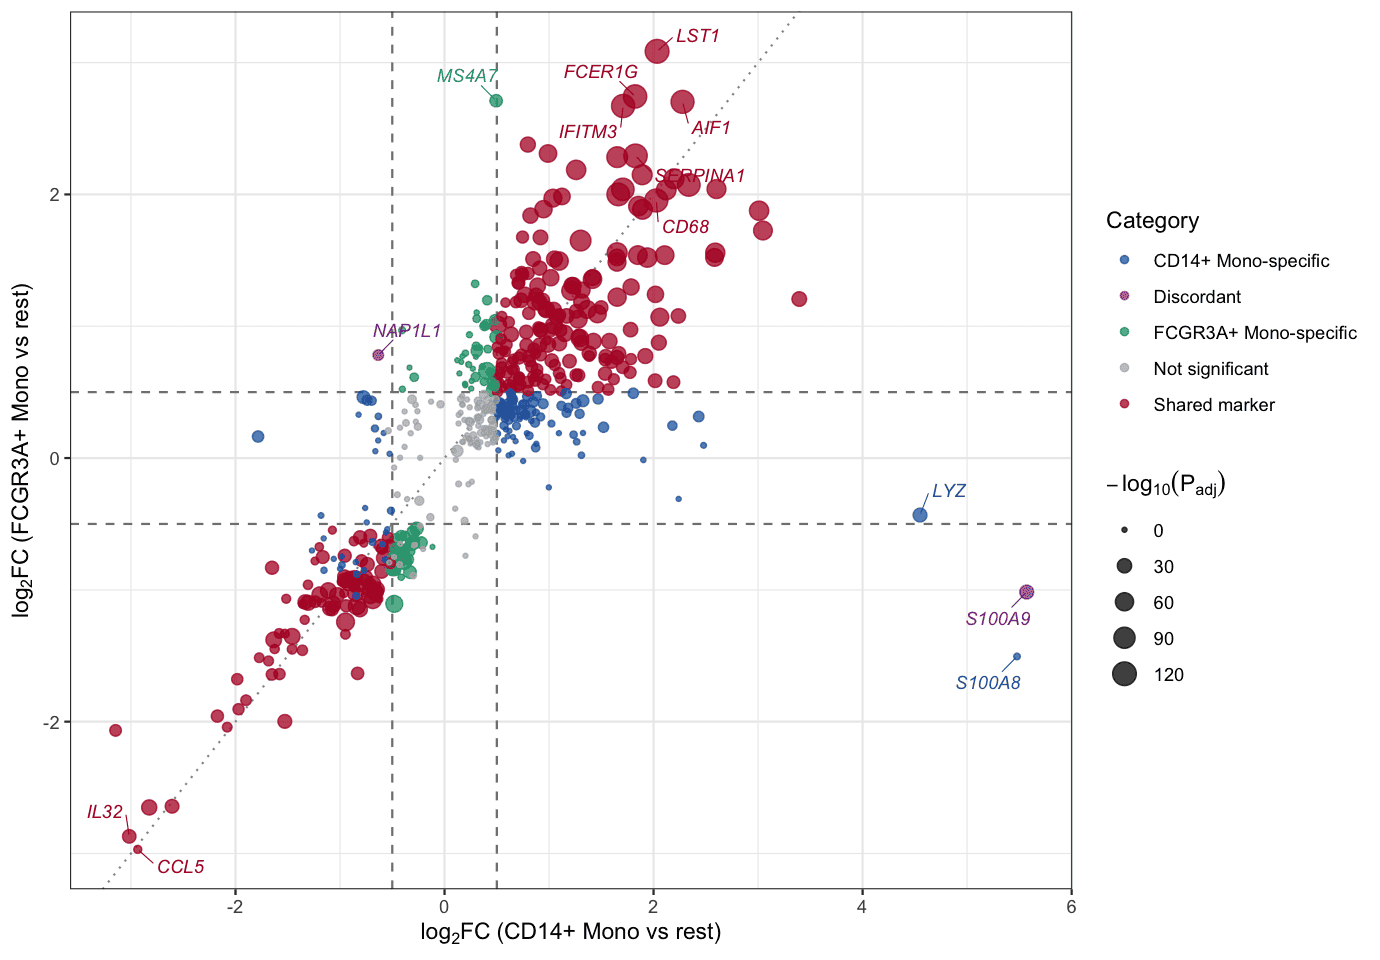 LST1
FCER1G
MS4A7
IFITM3
AIF1
SERPINA1
CD68
NAP1L1
LYZ
S100A9
S100A8
IL32
CCL5
2
0
-2
-2
0
2
4
6
log2FC (CD14+ Mono vs rest)
log2FC (FCGR3A+ Mono vs rest)
Category
CD14+ Mono-specific
Discordant
FCGR3A+ Mono-specific
Not significant
Shared marker
−log10(Padj)
0
30
60
90
120